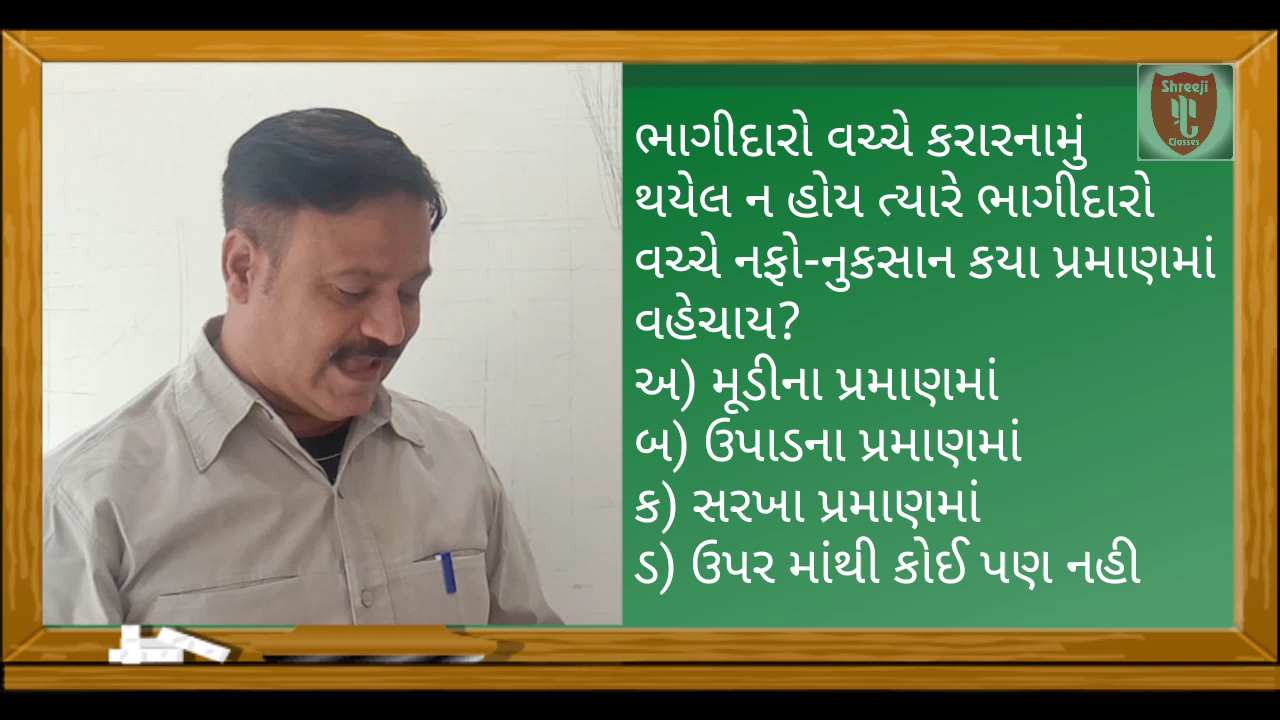 Shreeji
Classes
ભાગીદારો વચ્ચે કરારનામું
થયેલ ન હોય ત્યારે ભાગીદારો
વચ્ચે નફો-નુકસાન કયા પ્રમાણમાં
વહેચાય?
અ) મૂડીના પ્રમાણમાં
બ) ઉપાડના પ્રમાણમાં
ક) સરખા પ્રમાણમાં
ડ) ઉપર માંથી કોઈ પણ નહી